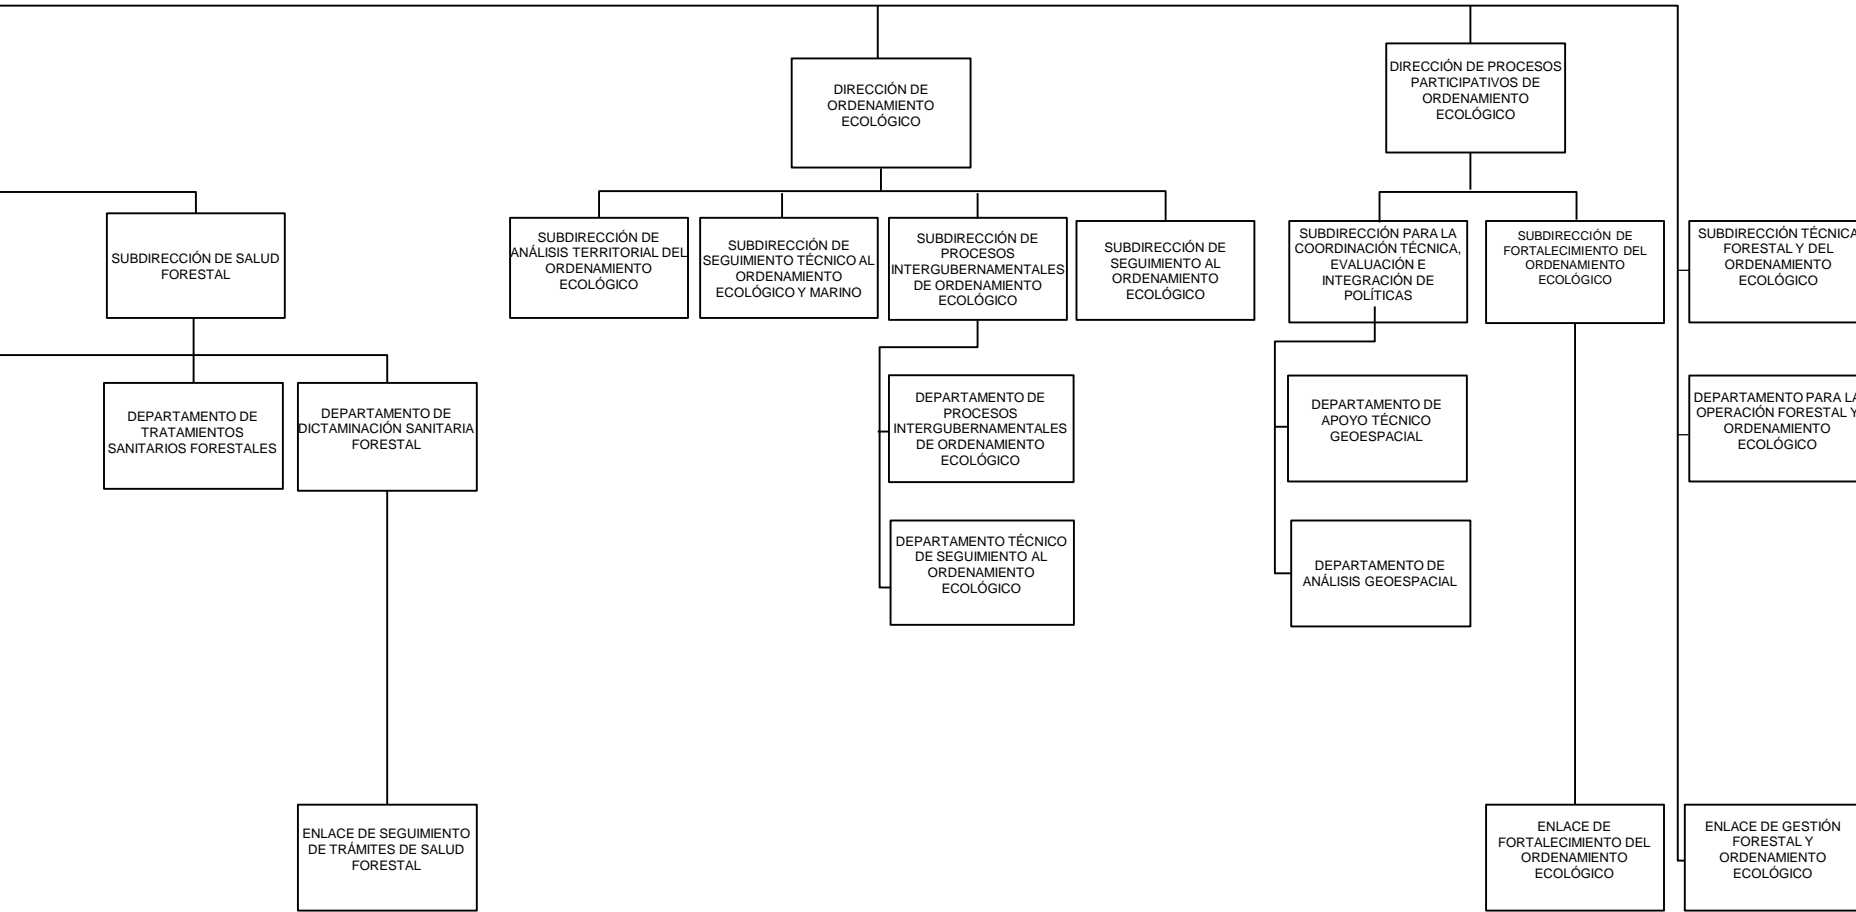 DIRECCIÓN DE
ORDENAMIENTO
ECOLÓGICO
DIRECCIÓN DE PROCESOS
PARTICIPATIVOS DE
ORDENAMIENTO
ECOLÓGICO
SUBDIRECCIÓN DE SALUD
FORESTAL
SUBDIRECCIÓN DE
ANÁLISIS TERRITORIAL DEL
ORDENAMIENTO
ECOLÓGICO
SUBDIRECCIÓN DE
SEGUIMIENTO TÉCNICO AL
ORDENAMIENTO
ECOLÓGICO Y MARINO
SUBDIRECCIÓN DE
PROCESOS
INTERGUBERNAMENTALES
DE ORDENAMIENTO
ECOLÓGICO
SUBDIRECCIÓN DE
SEGUIMIENTO AL
ORDENAMIENTO
ECOLÓGICO
SUBDIRECCIÓN PARA LA
COORDINACIÓN TÉCNICA,
EVALUACIÓN E
INTEGRACIÓN DE
POLÍTICAS
SUBDIRECCIÓN DE
FORTALECIMIENTO DEL
ORDENAMIENTO
ECOLÓGICO
SUBDIRECCIÓN TÉCNICA
FORESTAL Y DEL
ORDENAMIENTO
ECOLÓGICO
DEPARTAMENTO DE
TRATAMIENTOS
SANITARIOS FORESTALES
DEPARTAMENTO DE
DICTAMINACIÓN SANITARIA
FORESTAL
DEPARTAMENTO DE
PROCESOS
INTERGUBERNAMENTALES
DE ORDENAMIENTO
ECOLÓGICO
DEPARTAMENTO DE
APOYO TÉCNICO
GEOESPACIAL
DEPARTAMENTO PARA LA
OPERACIÓN FORESTAL Y
ORDENAMIENTO
ECOLÓGICO
DEPARTAMENTO TÉCNICO
DE SEGUIMIENTO AL
ORDENAMIENTO
ECOLÓGICO
DEPARTAMENTO DE
ANÁLISIS GEOESPACIAL
ENLACE DE SEGUIMIENTO
DE TRÁMITES DE SALUD
FORESTAL
ENLACE DE
FORTALECIMIENTO DEL
ORDENAMIENTO
ECOLÓGICO
ENLACE DE GESTIÓN
FORESTAL Y
ORDENAMIENTO
ECOLÓGICO